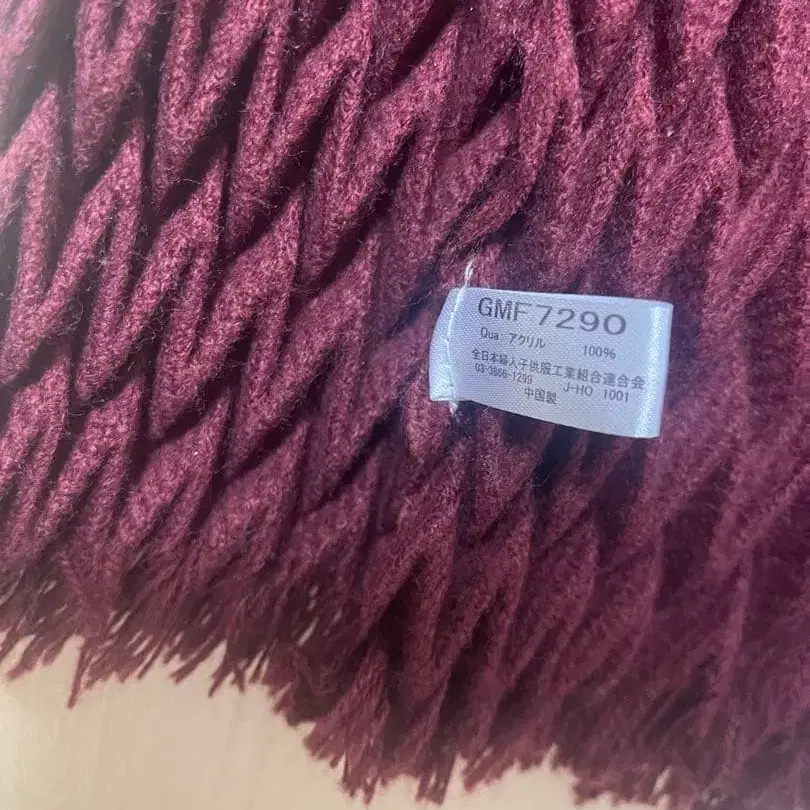 GMF7290
Qua: アクリル 100%
全日本婦人子供服工業組合連合会
03-3866-1299 J-HO 1001
中国製